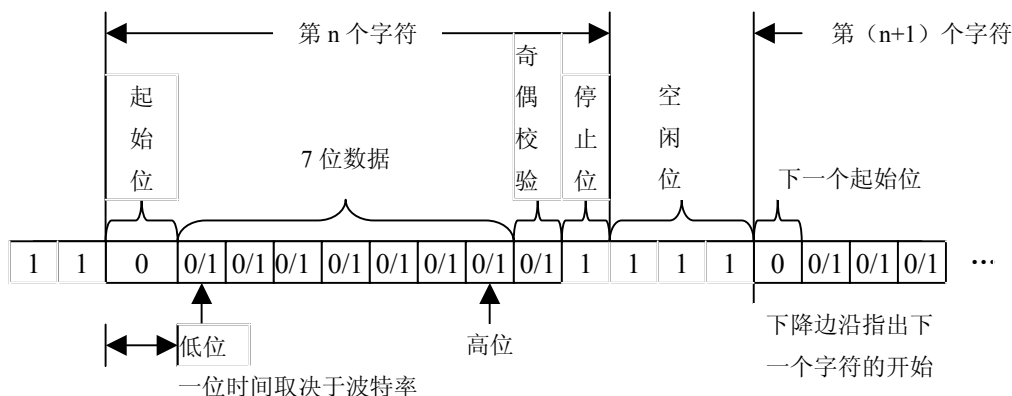 第 n 个字符
第（n+1）个字符
起始位
7 位数据
奇偶校验
停止位
空闲位
下一个起始位
1 1 0 0/1 0/1 0/1 0/1 0/1 0/1 0/1 0/1 1 1 1 1 0 0/1 0/1 0/1 …
低位
高位
一位时间取决于波特率
下降边沿指出下
一个字符的开始